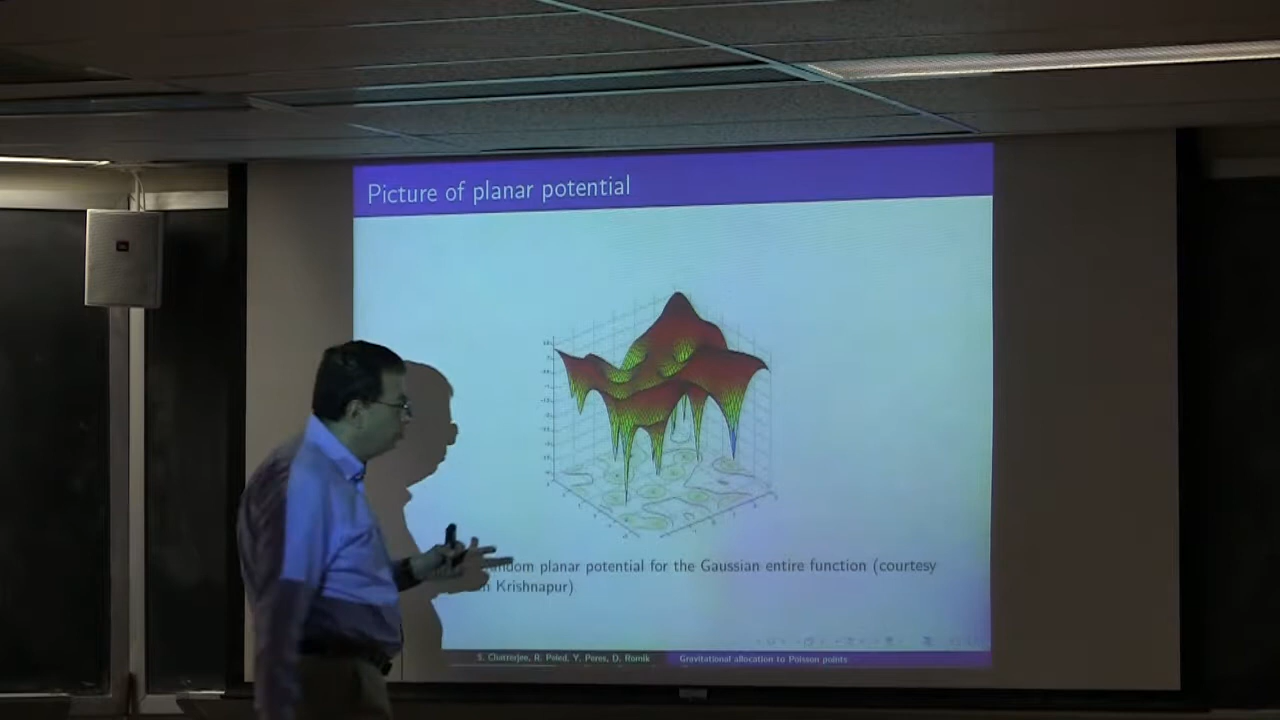 Picture of planar potential
planar potential for the Gaussian entire function (courtesy
Krishnapur)
S. Chatterjee, R. Peled, Y. Peres, D. Romik
Gravitational allocation to Poisson points